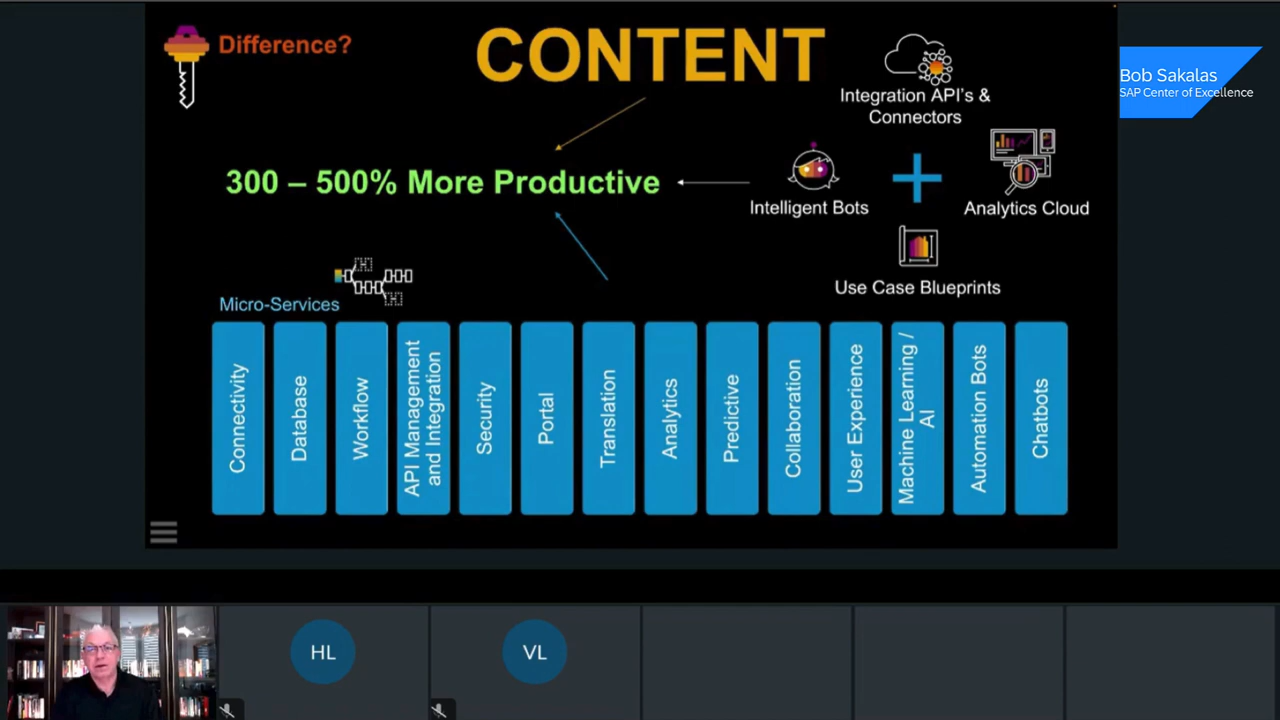 Difference?
CONTENT
Integration API's &
Connectors
Bob Sakalas
SAP Center of Excellence
300 – 500% More Productive
Intelligent Bots
Analytics Cloud
Use Case Blueprints
Micro-Services
Connectivity
Database
Workflow
API Management
and Integration
Security
Portal
Translation
Analytics
Predictive
Collaboration
User Experience
Machine Learning /
AI
Automation Bots
Chatbots
HL
VL